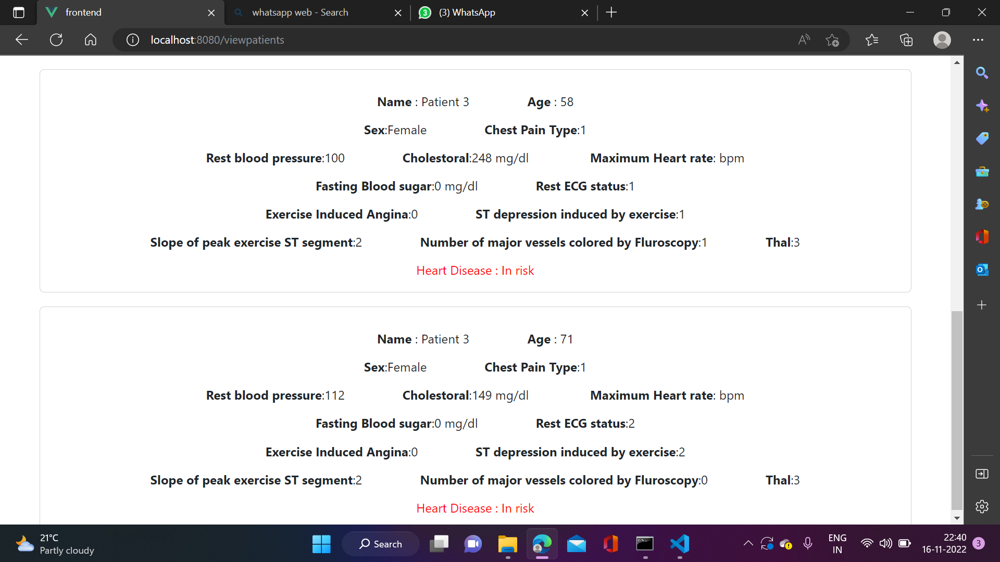 frontend
whatsapp web - Search
3
(3) WhatsApp
localhost:8080/viewpatients
Name : Patient 3 Age : 58
Sex:Female Chest Pain Type:1
Rest blood pressure:100 Cholestoral:248 mg/dl Maximum Heart rate: bpm
Fasting Blood sugar:0 mg/dl Rest ECG status:1
Exercise Induced Angina:0 ST depression induced by exercise:1
Slope of peak exercise ST segment:2 Number of major vessels colored by Fluroscopy:1 Thal:3
Heart Disease : In risk
Name : Patient 3 Age : 71
Sex:Female Chest Pain Type:1
Rest blood pressure:112 Cholestoral:149 mg/dl Maximum Heart rate: bpm
Fasting Blood sugar:0 mg/dl Rest ECG status:2
Exercise Induced Angina:0 ST depression induced by exercise:2
Slope of peak exercise ST segment:2 Number of major vessels colored by Fluroscopy:0 Thal:3
Heart Disease : In risk
21°C
Partly cloudy
Search
ENG
IN
22:40
16-11-2022
3